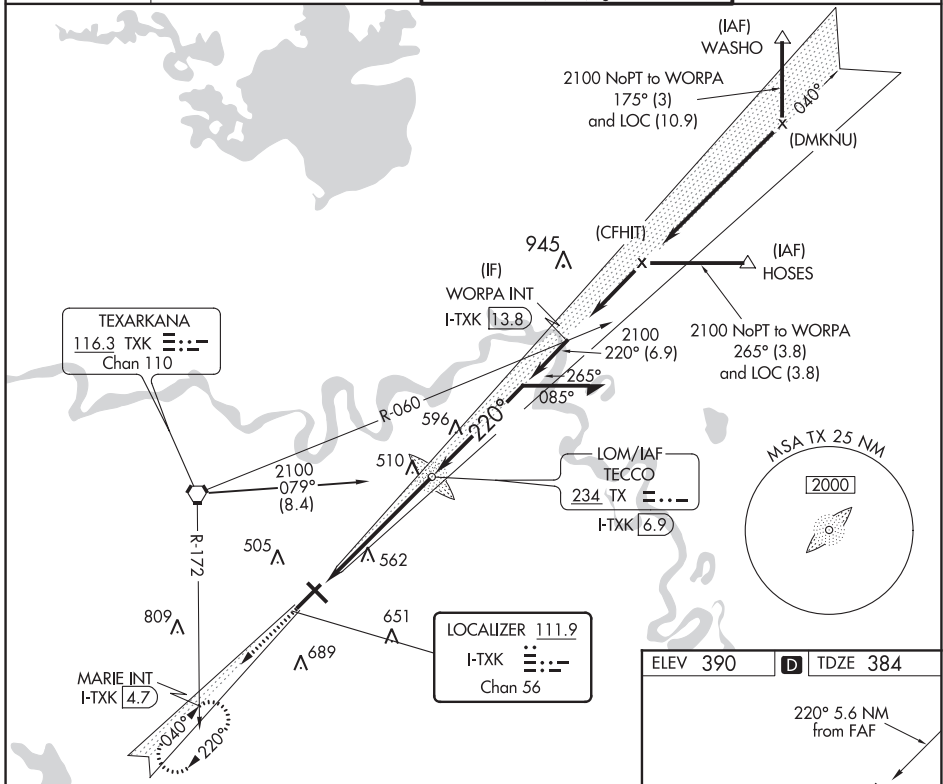 (IAF)
WASHO
2100 NoPT to WORPA
175° (3)
and LOC (10.9)
040°
(DMKNU)
(CFHIT)
945
(IAF)
HOSES
(IF)
WORPA INT
I-TXK 13.8
TEXARKANA
116.3 TXK
Chan 110
2100
220° (6.9)
2100 NoPT to WORPA
265° (3.8)
and LOC (3.8)
265°
085°
R-060
596
220°
MSA TX 25 NM
2000
510
LOM/IAF
TECCO
234 TX
I-TXK 6.9
2100
079°
(8.4)
R-172
505
562
809
651
689
LOCALIZER 111.9
I-TXK
Chan 56
MARIE INT
I-TXK 4.7
040°
220°
ELEV 390 D TDZE 384
220° 5.6 NM
from FAF